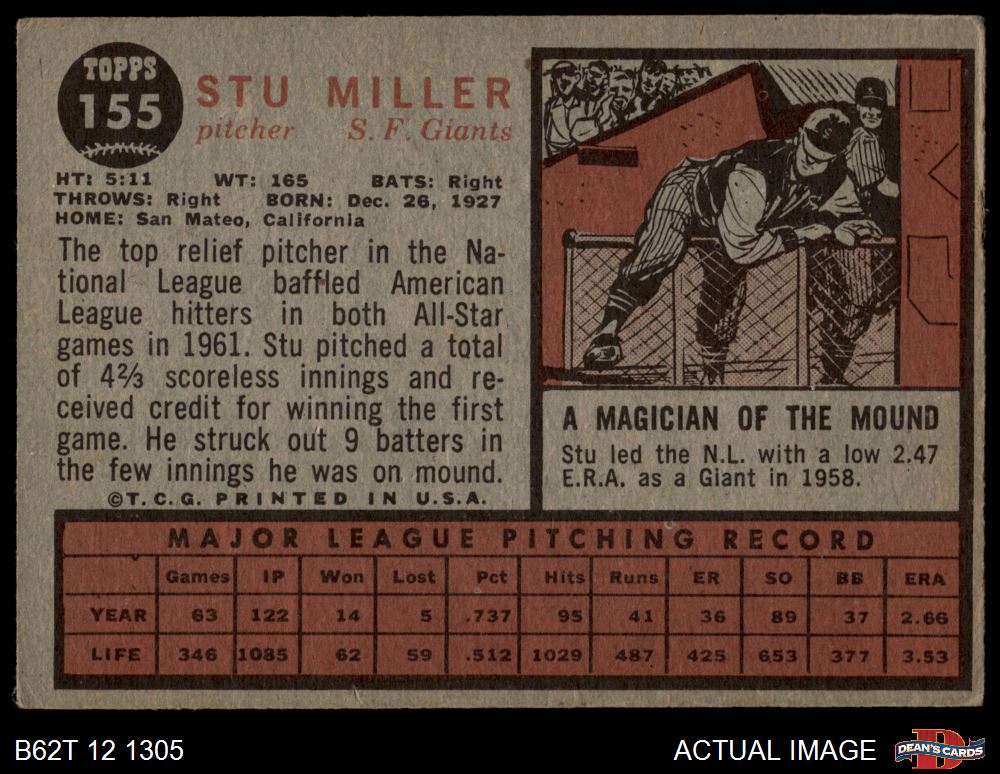 TOPPS
155
STU MILLER
pitcher S. F. Giants
HT: 5:11 WT: 165 BATS: Right
THROWS: Right BORN: Dec. 26, 1927
HOME: San Mateo, California
The top relief pitcher in the Na-
tional League baffled American
League hitters in both All-Star
games in 1961. Stu pitched a total
of 4⅔ scoreless innings and re-
ceived credit for winning the first
game. He struck out 9 batters in
the few innings he was on mound.
©T.C.G. PRINTED IN U.S.A.
A MAGICIAN OF THE MOUND
Stu led the N.L. with a low 2.47
E.R.A. as a Giant in 1958.
MAJOR LEAGUE PITCHING RECORD
Games IP Won Lost Pct Hits Runs ER SO BB ERA
YEAR 63 122 14 5 .737 95 41 36 89 37 2.66
LIFE 346 1085 62 59 .512 1029 487 425 653 377 3.53
B62T 12 1305
ACTUAL IMAGE
DEAN'S CARDS